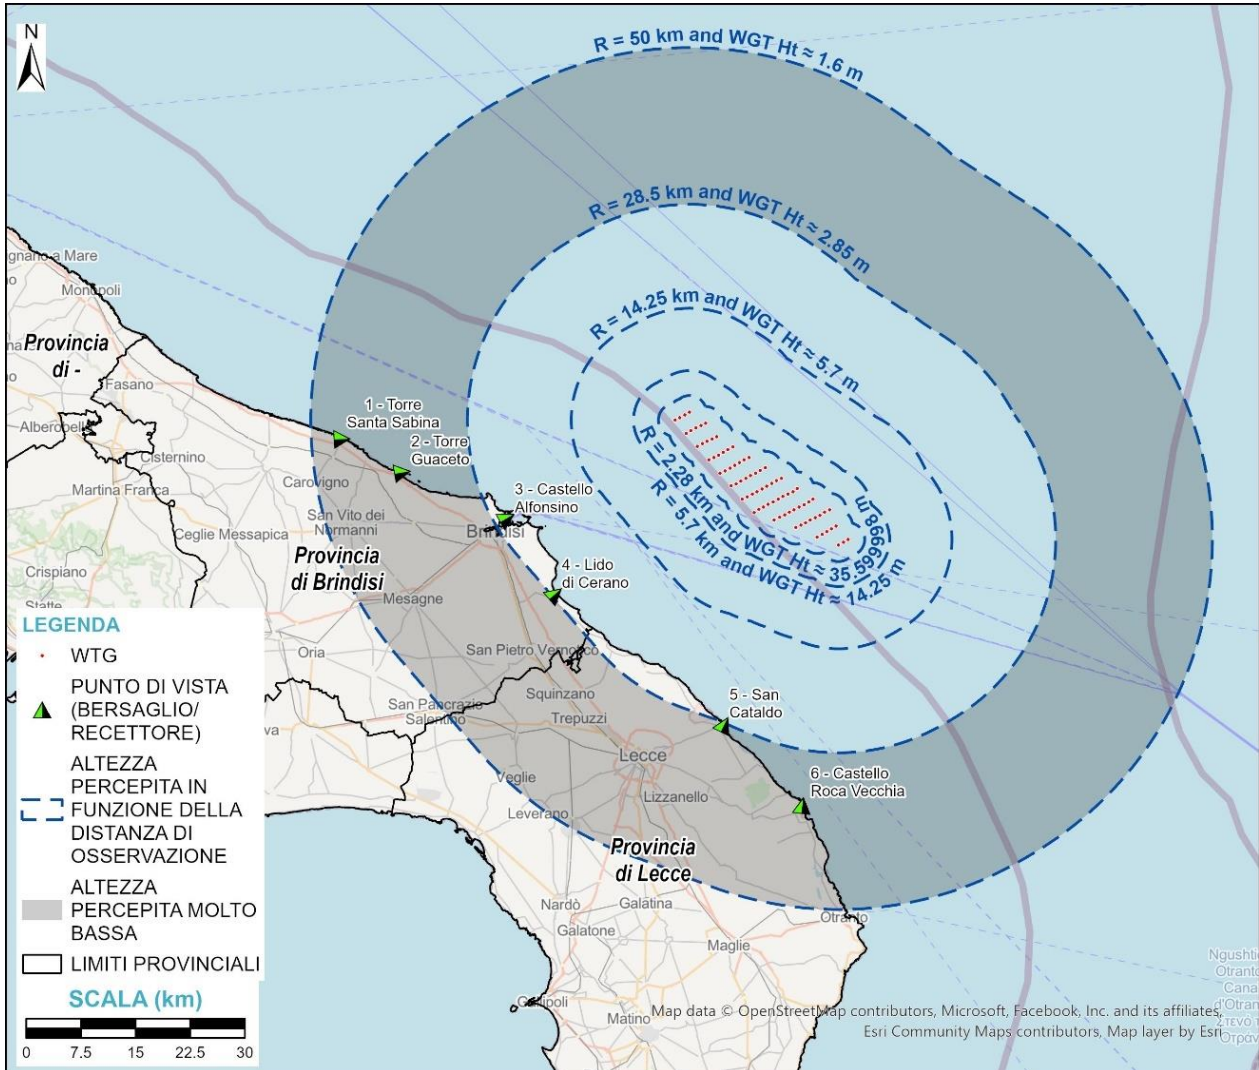 N
R = 50 km and WGT Ht ≈ 1.6 m
R = 28.5 km and WGT Ht ≈ 2.85 m
R = 14.25 km and WGT Ht ≈ 5.7 m
R = 2.28 km and WGT Ht ≈ 35.59998 m
R = 5.7 km and WGT Ht ≈ 14.25 m
gnano a Mare
Monopoli
Provincia
di -
Fasano
Alberobell
Cisternino
Martina Franca
1 - Torre
Santa Sabina
2 - Torre
Guaceto
Carovigno
San Vito dei
Normanni
Ceglie Messapica
3 - Castello
Alfonsino
Brindisi
Provincia
di Brindisi
4 - Lido
di Cerano
Crispiano
Statte
Mesagne
Oria
San Pietro Vernotico
Squinzano
Trepuzzi
San Pancrazio
Salentino
va
5 - San
Cataldo
Lecce
Veglie
Lizzanello
Leverano
6 - Castello
Roca Vecchia
Provincia
di Lecce
Nardò
Galatina
Galatone
Otranto
Maglie
Matino
LEGENDA
WTG
PUNTO DI VISTA
(BERSAGLIO/
RECETTORE)
ALTEZZA
PERCEPITA IN
FUNZIONE DELLA
DISTANZA DI
OSSERVAZIONE
ALTEZZA
PERCEPITA MOLTO
BASSA
LIMITI PROVINCIALI
SCALA (km)
0 7.5 15 22.5 30
Map data © OpenStreetMap contributors, Microsoft, Facebook, Inc. and its affiliates,
Esri Community Maps contributors, Map layer by Esri